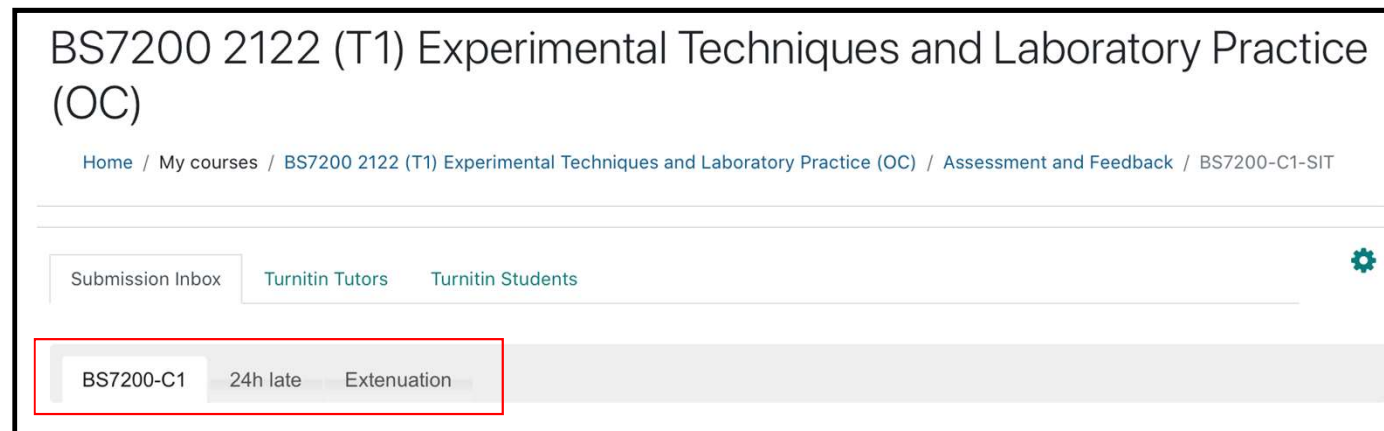 BS7200 2122 (T1) Experimental Techniques and Laboratory Practice
(OC)
Home / My courses / BS7200 2122 (T1) Experimental Techniques and Laboratory Practice (OC) / Assessment and Feedback / BS7200-C1-SIT
Submission Inbox Turnitin Tutors Turnitin Students
BS7200-C1 24h late Extenuation